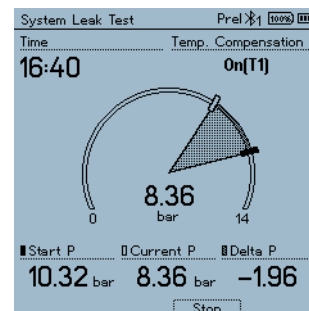 System Leak Test Prel 1 100%
Time Temp. Compensation
16:40 On(T1)
8.36
0 bar 14
Start P Current P Delta P
10.32 bar 8.36 bar -1.96
Stop